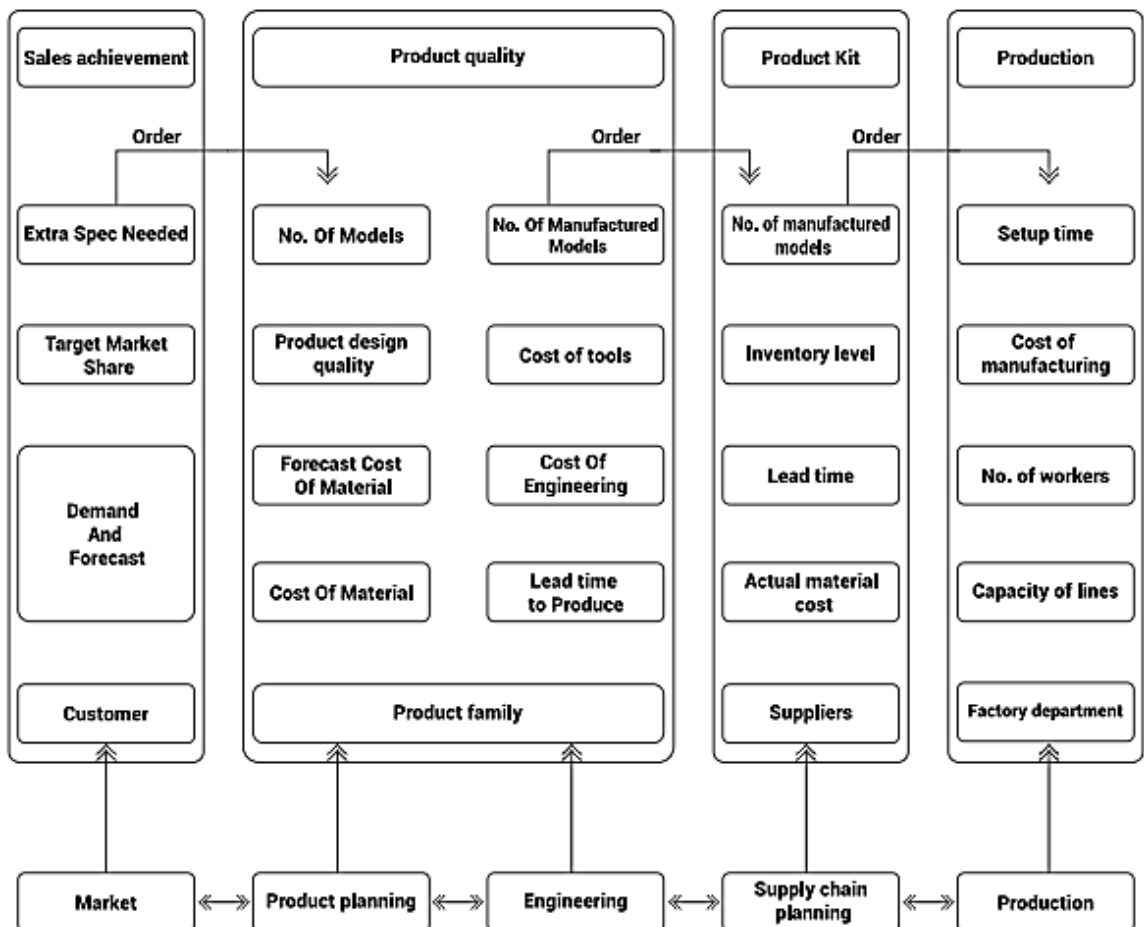 Sales achievement
Product quality
Product Kit
Production
Order
Order
Order
Extra Spec Needed
No. Of Models
No. Of Manufactured
Models
No. of manufactured
models
Setup time
Target Market
Share
Product design
quality
Cost of tools
Inventory level
Cost of
manufacturing
Demand
And
Forecast
Forecast Cost
Of Material
Cost Of
Engineering
Lead time
No. of workers
Cost Of Material
Lead time
to Produce
Actual material
cost
Capacity of lines
Customer
Product family
Suppliers
Factory department
Market
Product planning
Engineering
Supply chain
planning
Production